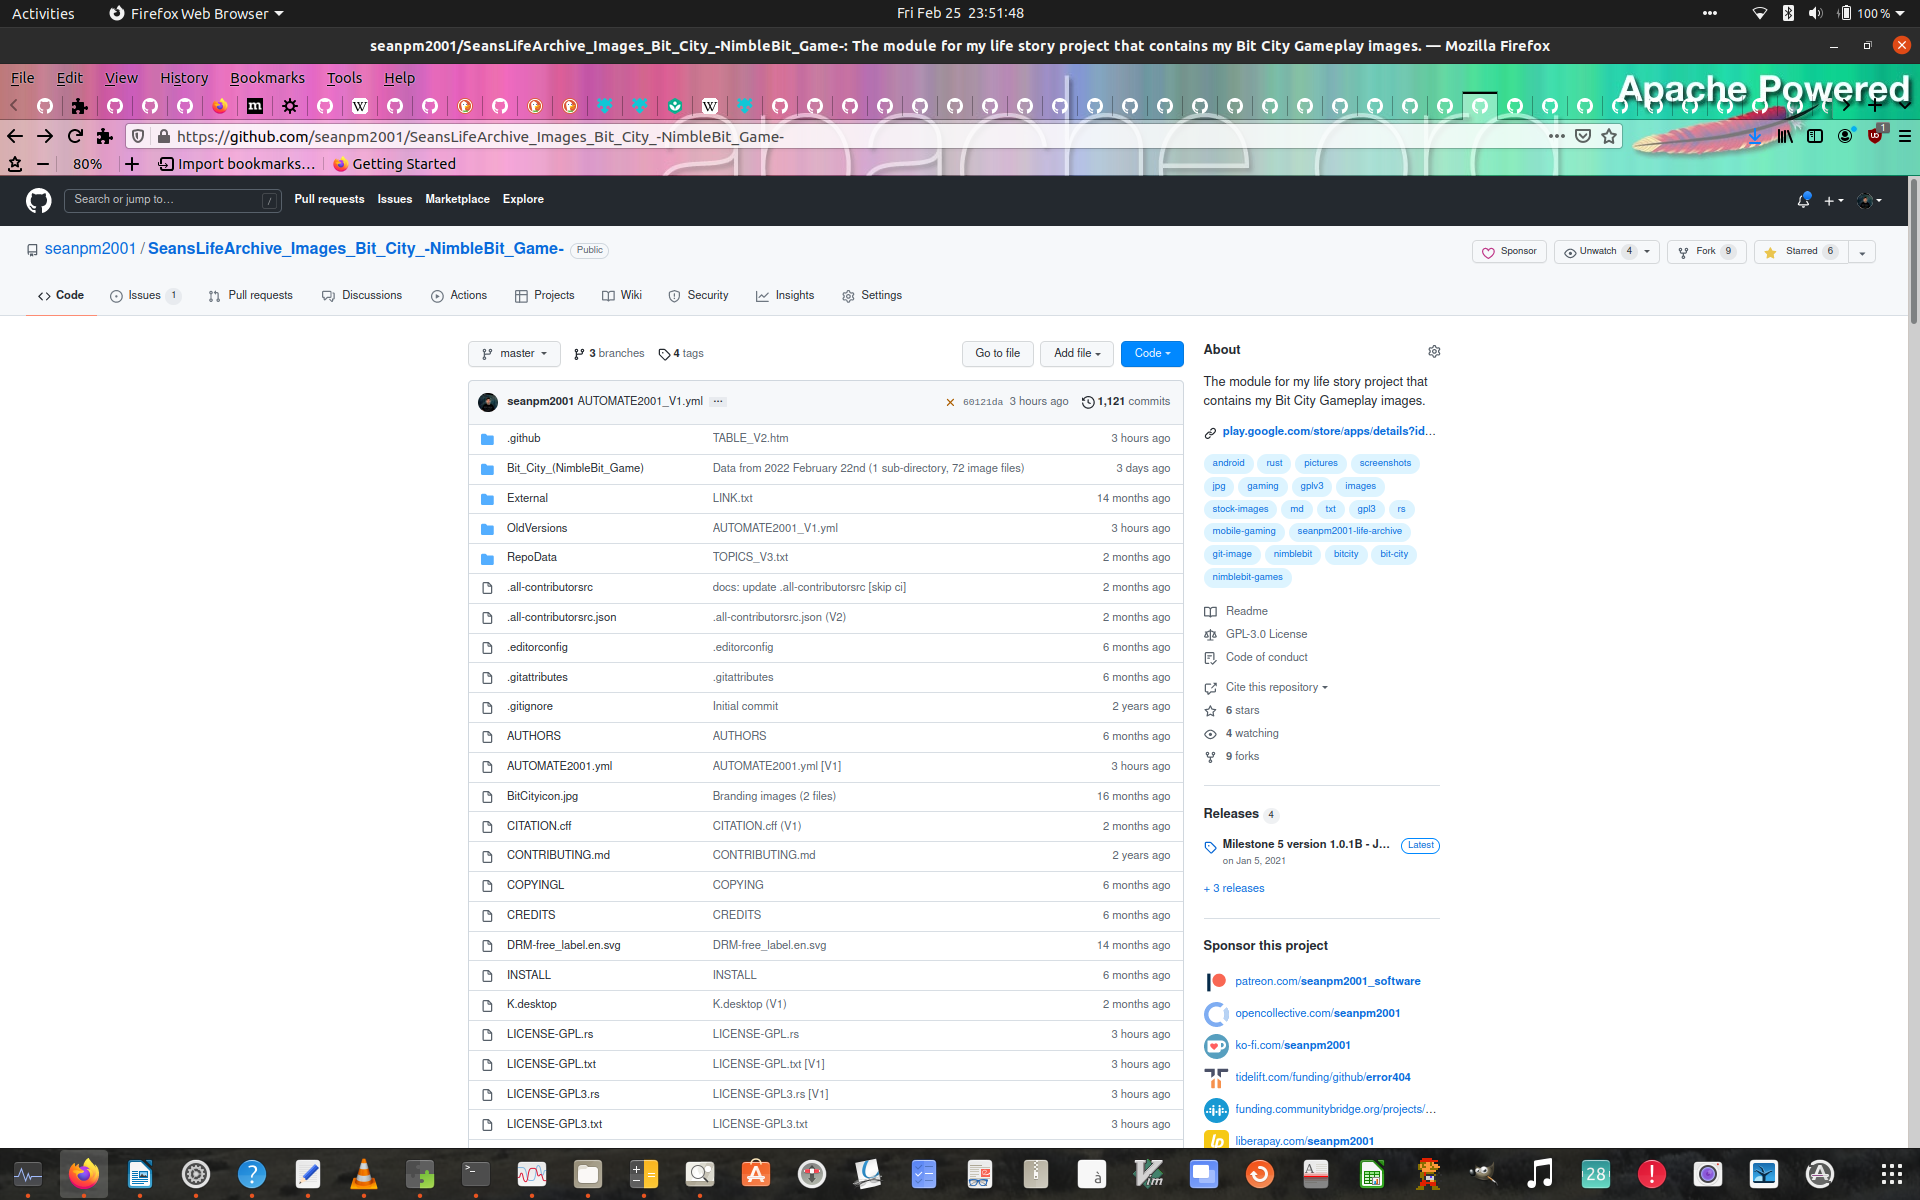 Activities
Firefox Web Browser
Fri Feb 25 23:51:48
100 %
seanpm2001/SeansLifeArchive_Images_Bit_City_-NimbleBit_Game-: The module for my life story project that contains my Bit City Gameplay images. — Mozilla Firefox
File Edit View History Bookmarks Tools Help
Apache Powered
https://github.com/seanpm2001/SeansLifeArchive_Images_Bit_City_-NimbleBit_Game-
80%
Import bookmarks...
Getting Started
Search or jump to...
/
Pull requests Issues Marketplace Explore
seanpm2001 / SeansLifeArchive_Images_Bit_City_-NimbleBit_Game- Public
Sponsor
Unwatch 4
Fork 9
Starred 6
Code
Issues 1
Pull requests
Discussions
Actions
Projects
Wiki
Security
Insights
Settings
master
3 branches
4 tags
Go to file
Add file
Code
seanpm2001 AUTOMATE2001_V1.yml ...
60121da 3 hours ago
1,121 commits
.github TABLE_V2.htm 3 hours ago
Bit_City_(NimbleBit_Game) Data from 2022 February 22nd (1 sub-directory, 72 image files) 3 days ago
External LINK.txt 14 months ago
OldVersions AUTOMATE2001_V1.yml 3 hours ago
RepoData TOPICS_V3.txt 2 months ago
.all-contributorsrc docs: update .all-contributorsrc [skip ci] 2 months ago
.all-contributorsrc.json .all-contributorsrc.json (V2) 2 months ago
.editorconfig .editorconfig 6 months ago
.gitattributes .gitattributes 6 months ago
.gitignore Initial commit 2 years ago
AUTHORS AUTHORS 6 months ago
AUTOMATE2001.yml AUTOMATE2001.yml [V1] 3 hours ago
BitCityicon.jpg Branding images (2 files) 16 months ago
CITATION.cff CITATION.cff (V1) 2 months ago
CONTRIBUTING.md CONTRIBUTING.md 2 years ago
COPYINGL COPYING 6 months ago
CREDITS CREDITS 6 months ago
DRM-free_label.en.svg DRM-free_label.en.svg 14 months ago
INSTALL INSTALL 6 months ago
K.desktop K.desktop (V1) 2 months ago
LICENSE-GPL.rs LICENSE-GPL.rs 3 hours ago
LICENSE-GPL.txt LICENSE-GPL.txt [V1] 3 hours ago
LICENSE-GPL3.rs LICENSE-GPL3.rs [V1] 3 hours ago
LICENSE-GPL3.txt LICENSE-GPL3.txt 3 hours ago
About
The module for my life story project that
contains my Bit City Gameplay images.
play.google.com/store/apps/details?id...
android rust pictures screenshots
jpg gaming gplv3 images
stock-images md txt gpl3 rs
mobile-gaming seanpm2001-life-archive
git-image nimblebit bitcity bit-city
nimblebit-games
Readme
GPL-3.0 License
Code of conduct
Cite this repository
6 stars
4 watching
9 forks
Releases 4
Milestone 5 version 1.0.1B - J... Latest
on Jan 5, 2021
+ 3 releases
Sponsor this project
patreon.com/seanpm2001_software
opencollective.com/seanpm2001
ko-fi.com/seanpm2001
tidelift.com/funding/github/error404
funding.communitybridge.org/projects/...
liberapay.com/seanpm2001
28